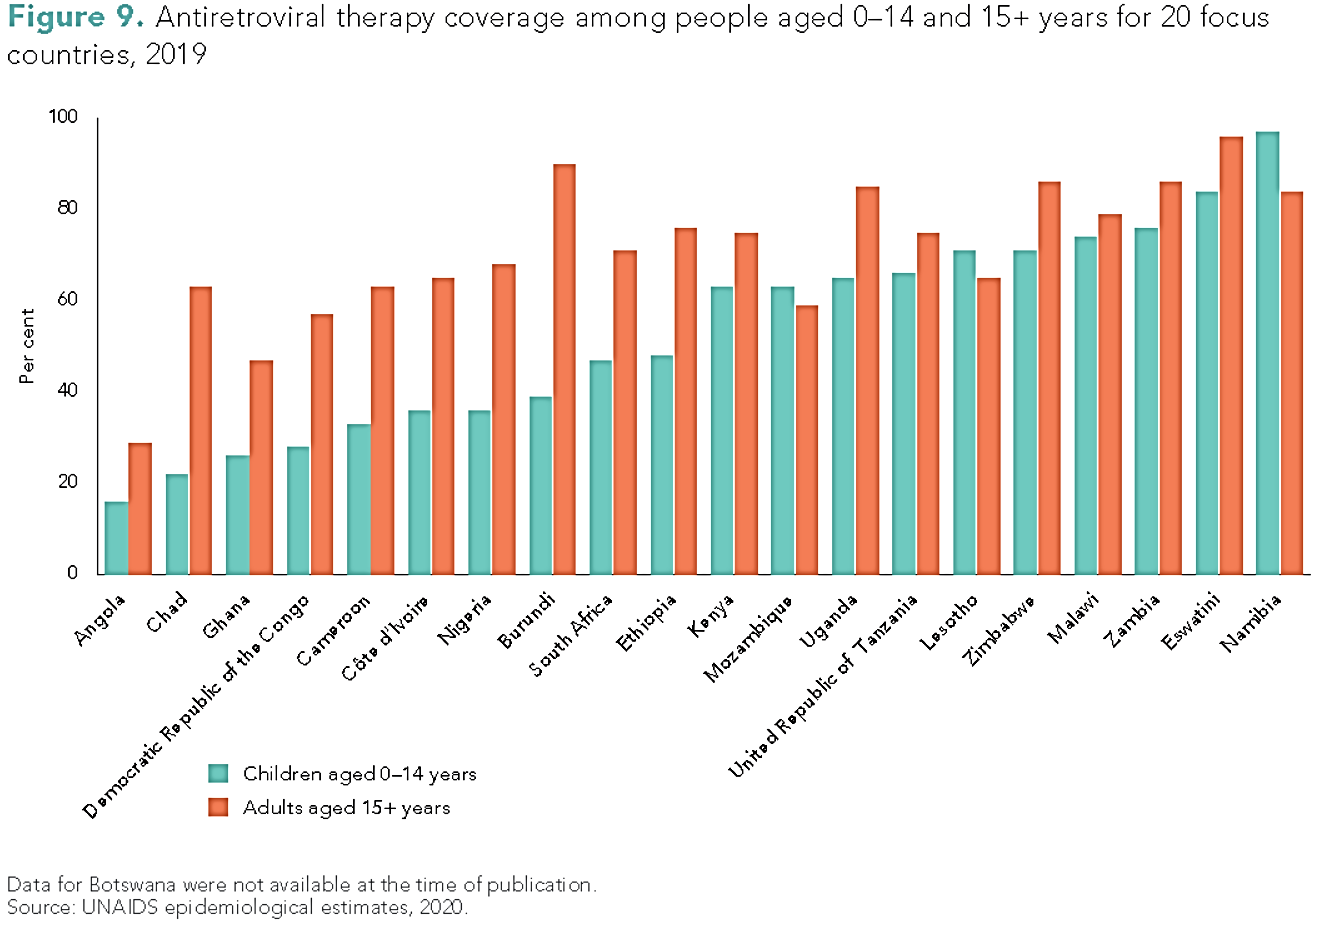 Figure 9. Antiretroviral therapy coverage among people aged 0–14 and 15+ years for 20 focus
countries, 2019
Per cent
100
80
60
40
20
0
Angola
Chad
Ghana
Democratic Republic of the Congo
Cameroon
Côte d'Ivoire
Nigeria
Burundi
South Africa
Ethiopia
Kenya
Mozambique
Uganda
United Republic of Tanzania
Lesotho
Zimbabwe
Malawi
Zambia
Eswatini
Namibia
Children aged 0–14 years
Adults aged 15+ years
Data for Botswana were not available at the time of publication.
Source: UNAIDS epidemiological estimates, 2020.